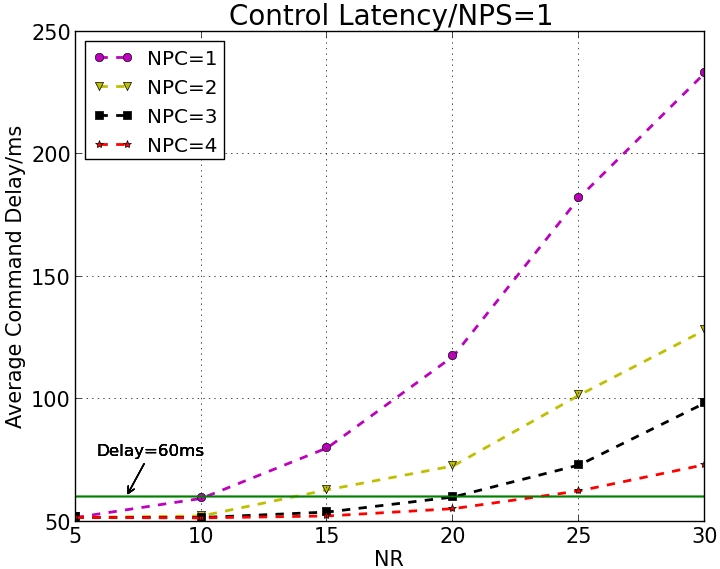 Control Latency/NPS=1
250
200
150
100
50
Average Command Delay/ms
NPC=1
NPC=2
NPC=3
NPC=4
Delay=60ms
5
10
15
20
25
30
NR